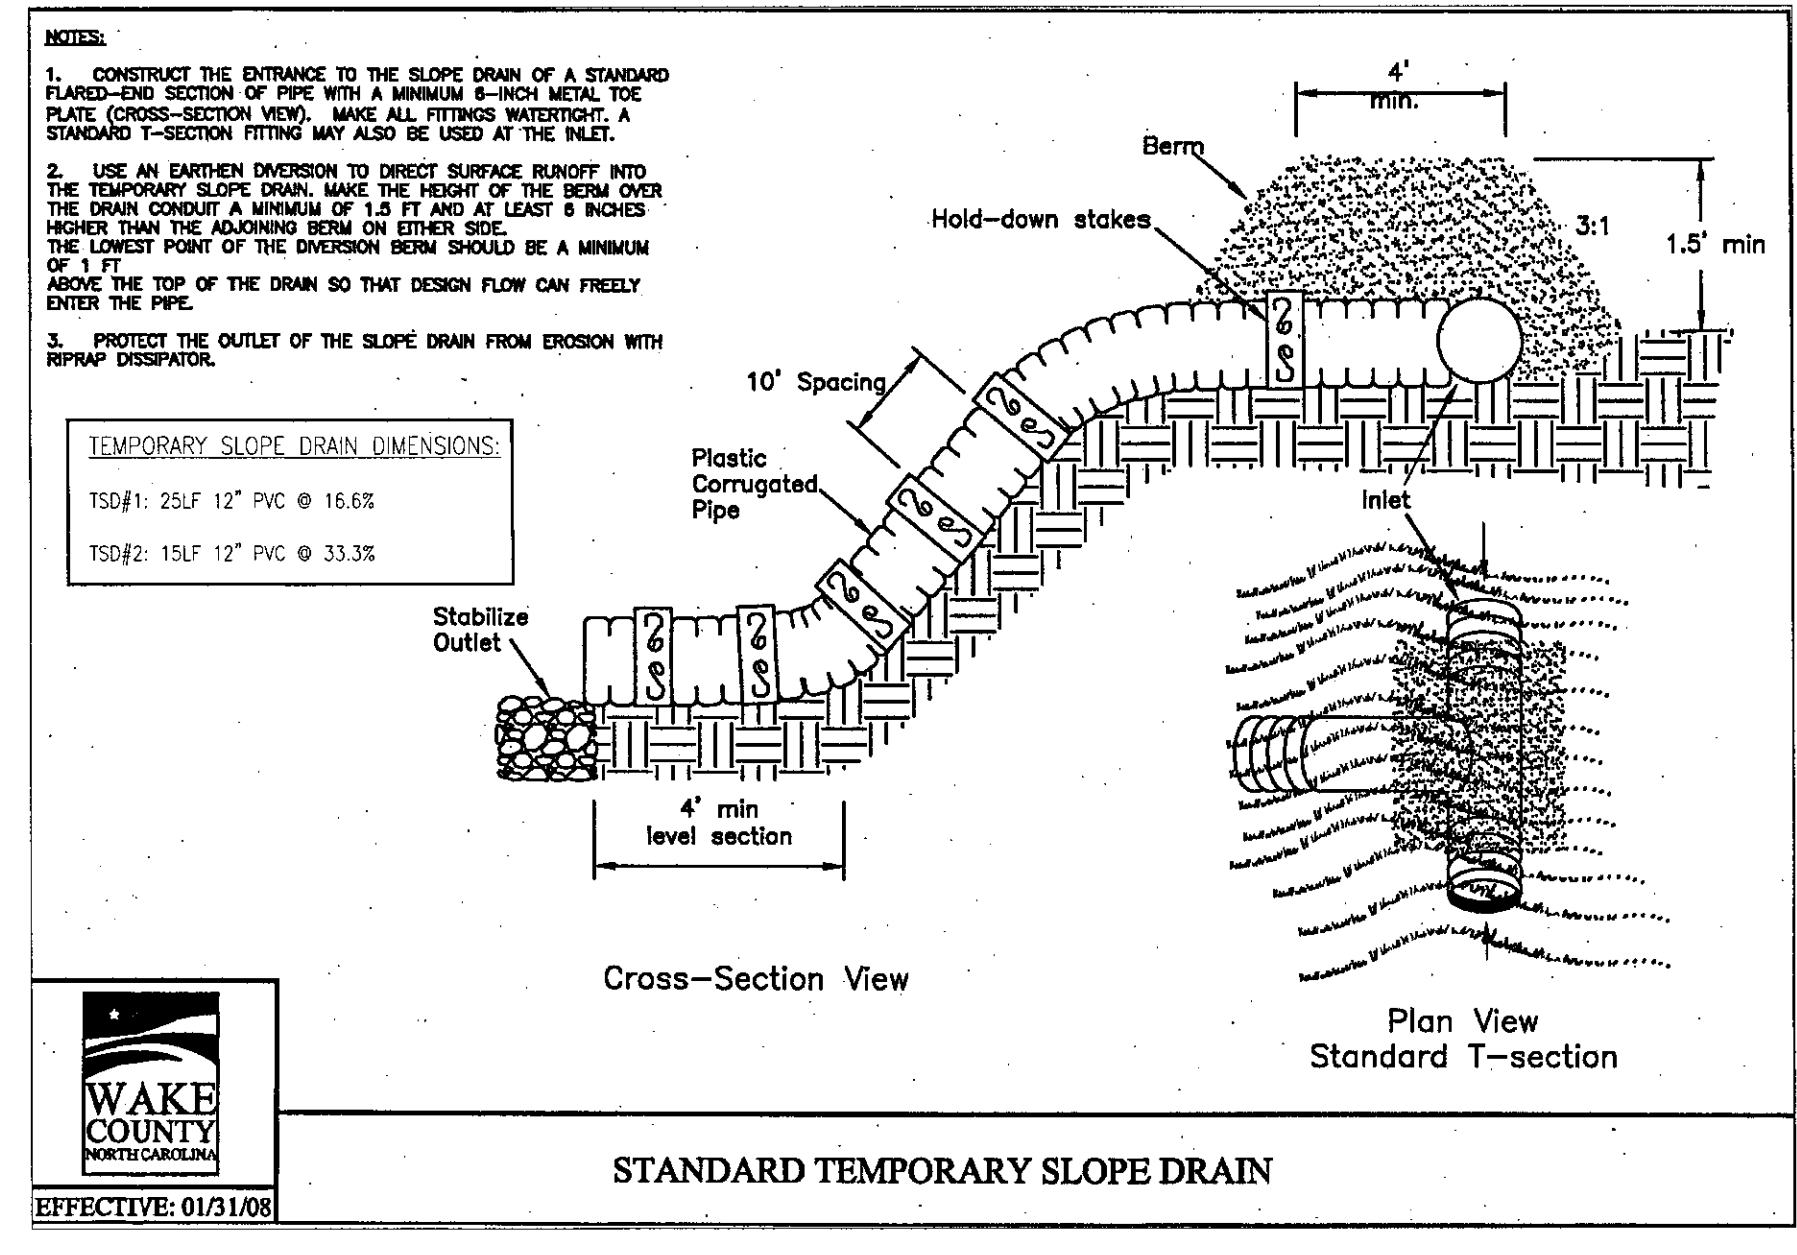 NOTES:
1. CONSTRUCT THE ENTRANCE TO THE SLOPE DRAIN OF A STANDARD
FLARED-END SECTION OF PIPE WITH A MINIMUM 6-INCH METAL TOE
PLATE (CROSS-SECTION VIEW). MAKE ALL FITTINGS WATERTIGHT. A
STANDARD T-SECTION FITTING MAY ALSO BE USED AT THE INLET.
2. USE AN EARTHEN DIVERSION TO DIRECT SURFACE RUNOFF INTO
THE TEMPORARY SLOPE DRAIN. MAKE THE HEIGHT OF THE BERM OVER
THE DRAIN CONDUIT A MINIMUM OF 1.5 FT AND AT LEAST 6 INCHES
HIGHER THAN THE ADJOINING BERM ON EITHER SIDE.
THE LOWEST POINT OF THE DIVERSION BERM SHOULD BE A MINIMUM
OF 1 FT
ABOVE THE TOP OF THE DRAIN SO THAT DESIGN FLOW CAN FREELY
ENTER THE PIPE.
3. PROTECT THE OUTLET OF THE SLOPE DRAIN FROM EROSION WITH
RIPRAP DISSIPATOR.
TEMPORARY SLOPE DRAIN DIMENSIONS:
TSD#1: 25LF 12" PVC @ 16.6%
TSD#2: 15LF 12" PVC @ 33.3%
4'
min.
Berm
Hold-down stakes
3:1
1.5' min
10' Spacing
Plastic
Corrugated
Pipe
Inlet
Stabilize
Outlet
4' min
level section
Cross-Section View
Plan View
Standard T-section
WAKE
COUNTY
NORTH CAROLINA
EFFECTIVE: 01/31/08
STANDARD TEMPORARY SLOPE DRAIN